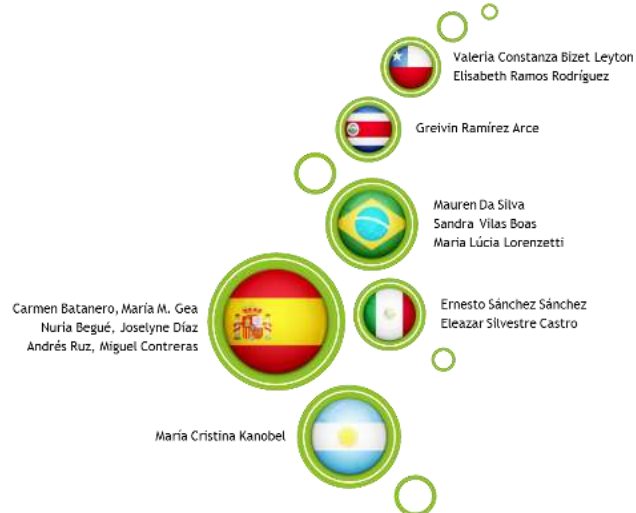 Valeria Constanza Bizet Leyton
Elisabeth Ramos Rodríguez
Greivin Ramírez Arce
Mauren Da Silva
Sandra Vilas Boas
Maria Lúcia Lorenzetti
Ernesto Sánchez Sánchez
Eleazar Silvestre Castro
Carmen Batanero, María M. Gea
Nuria Begué, Joselyne Díaz
Andrés Ruz, Miguel Contreras
María Cristina Kanobel